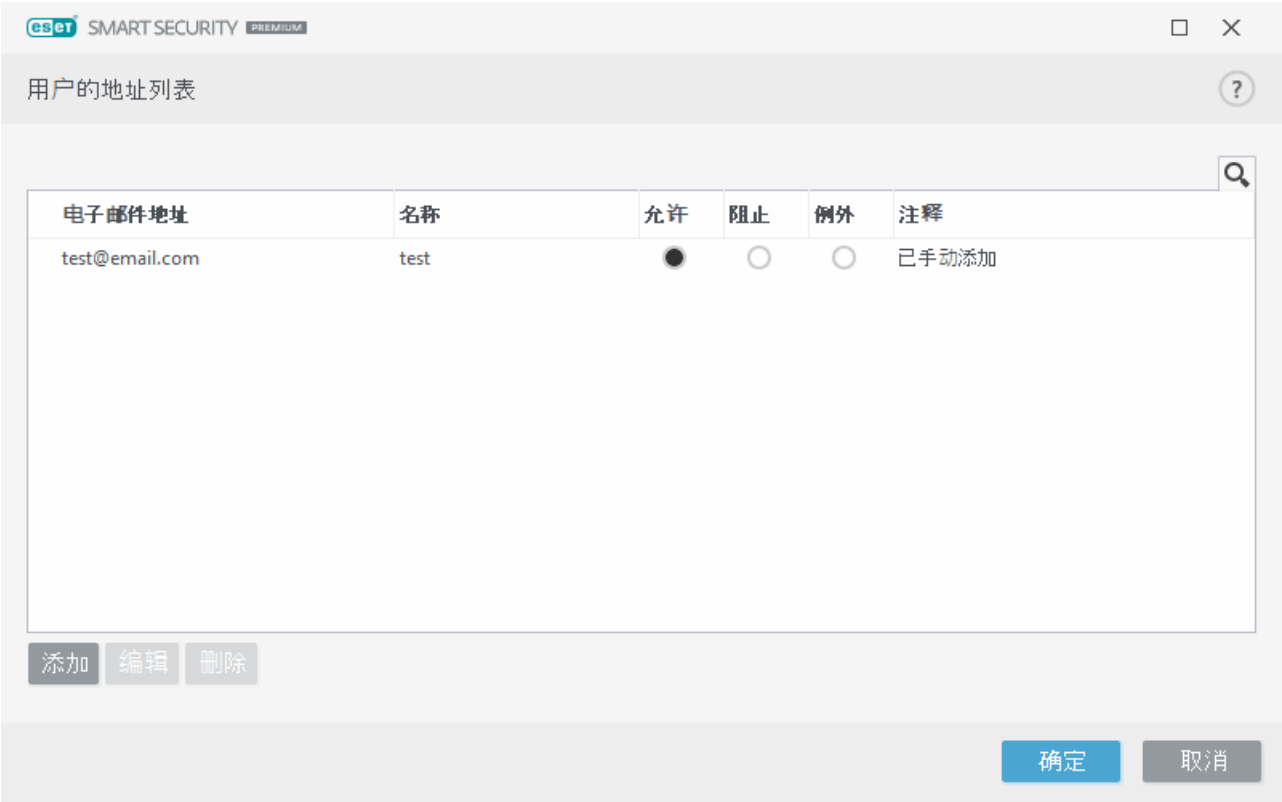 eset SMART SECURITY PREMIUM
用户的地址列表
?
电子邮件地址 名称 允许 阻止 例外 注释
test@email.com test 已手动添加
添加 编辑 删除
确定 取消